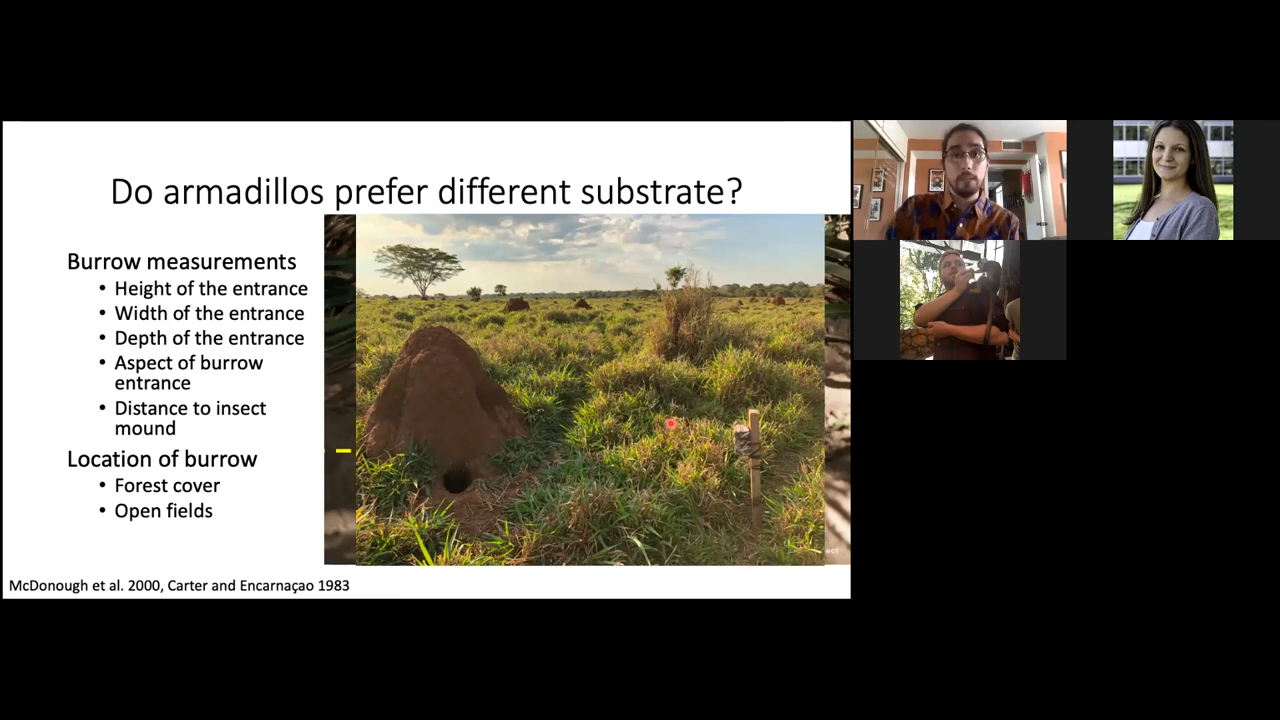 Do armadillos prefer different substrate?
Burrow measurements
• Height of the entrance
• Width of the entrance
• Depth of the entrance
• Aspect of burrow
entrance
• Distance to insect
mound
Location of burrow
• Forest cover
• Open fields
ect
McDonough et al. 2000, Carter and Encarnaçao 1983